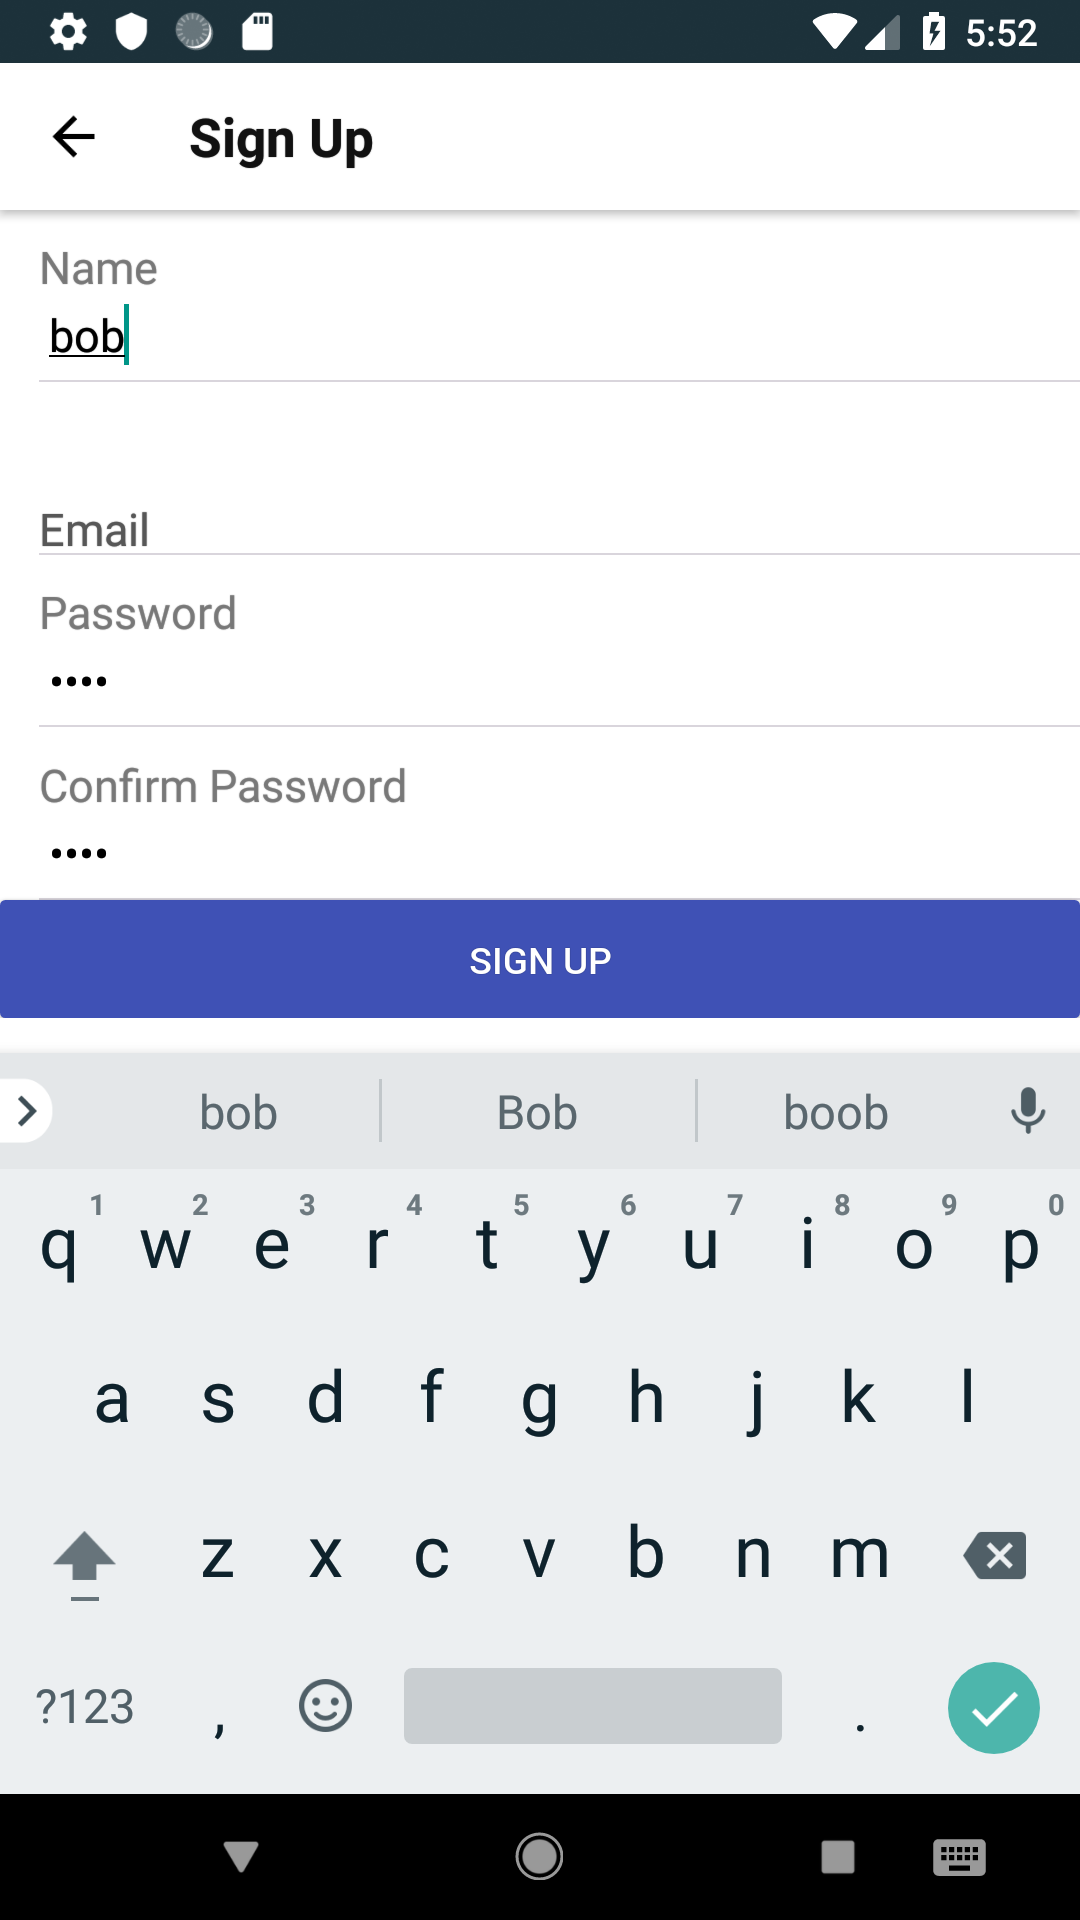 5:52
Sign Up
Name
bob
Email
Password
••••
Confirm Password
••••
SIGN UP
bob Bob boob
1 2 3 4 5 6 7 8 9 0
q w e r t y u i o p
a s d f g h j k l
z x c v b n m
?123 , .